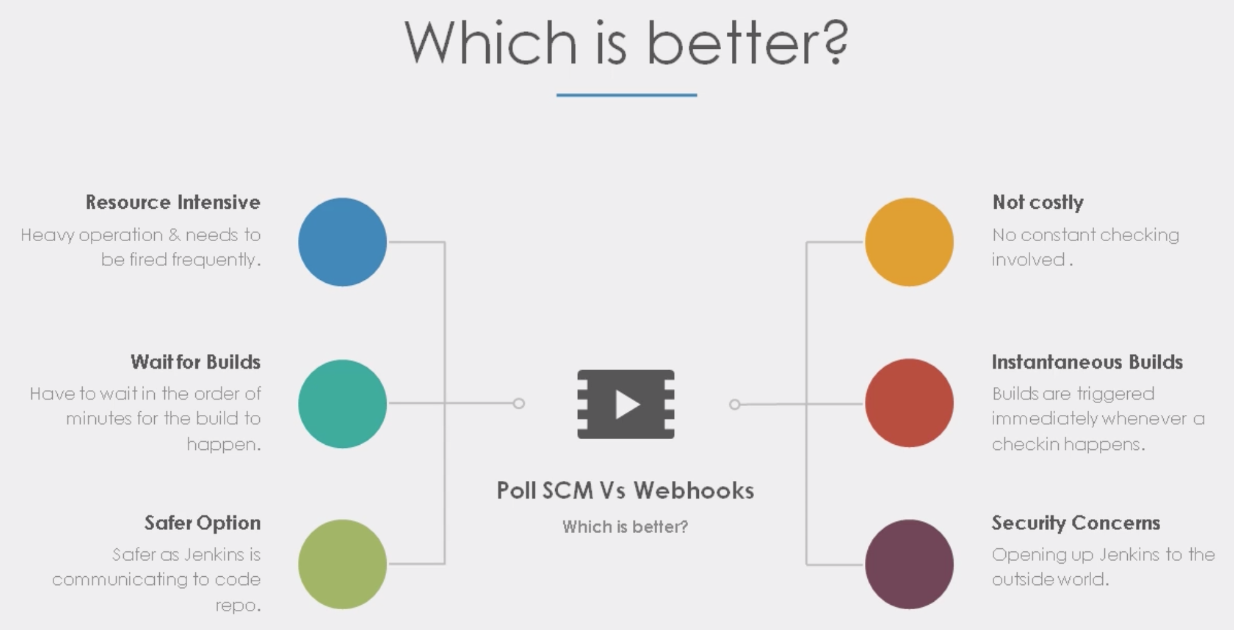 Which is better?
Resource Intensive
Heavy operation & needs to
be fired frequently.
Wait for Builds
Have to wait in the order of
minutes for the build to
happen.
Safer Option
Safer as Jenkins is
communicating to code
repo.
Poll SCM Vs Webhooks
Which is better?
Not costly
No constant checking
involved .
Instantaneous Builds
Builds are triggered
immediately whenever a
checkin happens.
Security Concerns
Opening up Jenkins to the
outside world.